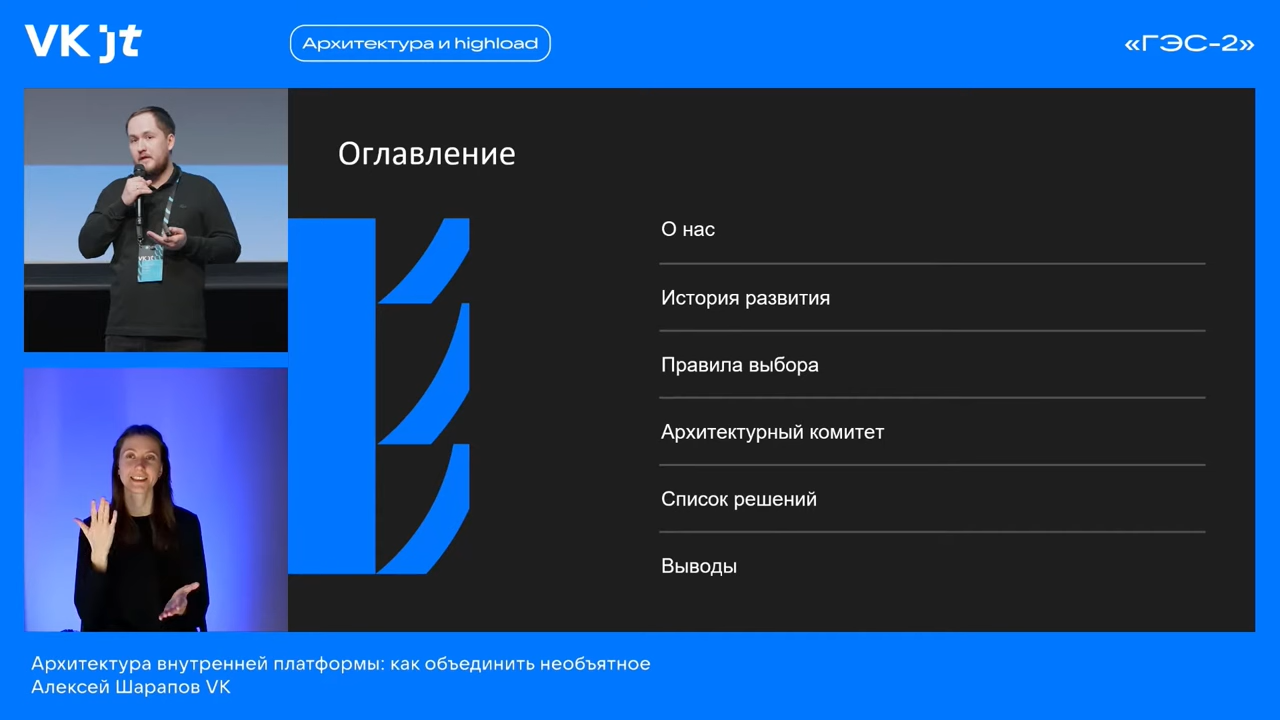 VK jt
Архитектура и highload
«ГЭС-2»
Оглавление
О нас
История развития
Правила выбора
Архитектурный комитет
Список решений
Выводы
Архитектура внутренней платформы: как объединить необъятное
Алексей Шарапов VK